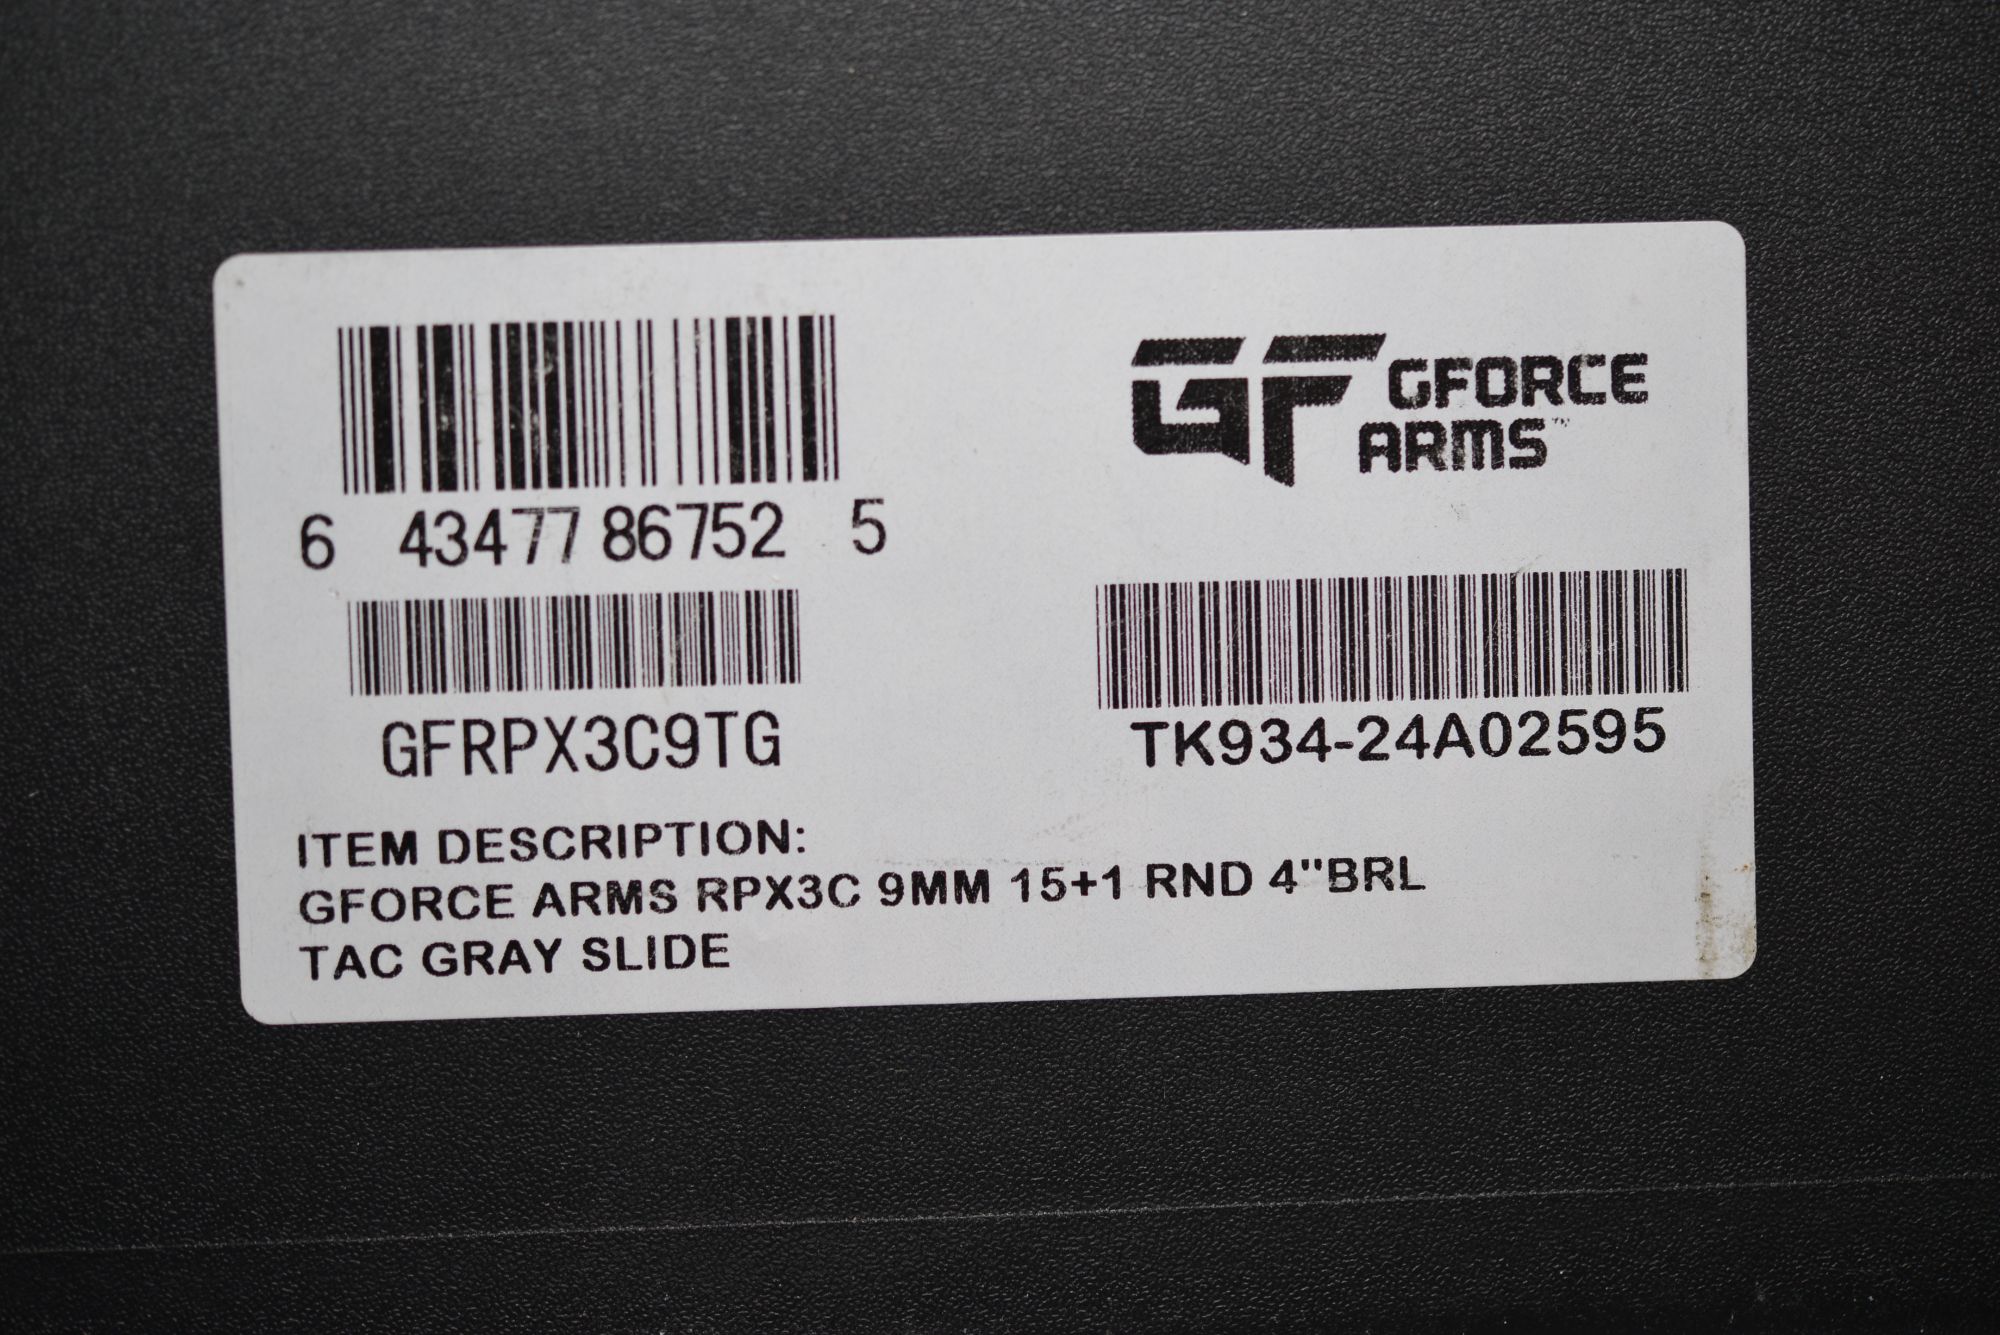 GF GFORCE
ARMS™
6 43477 86752 5
GFRPX3C9TG
TK934-24A02595
ITEM DESCRIPTION:
GFORCE ARMS RPX3C 9MM 15+1 RND 4"BRL
TAC GRAY SLIDE